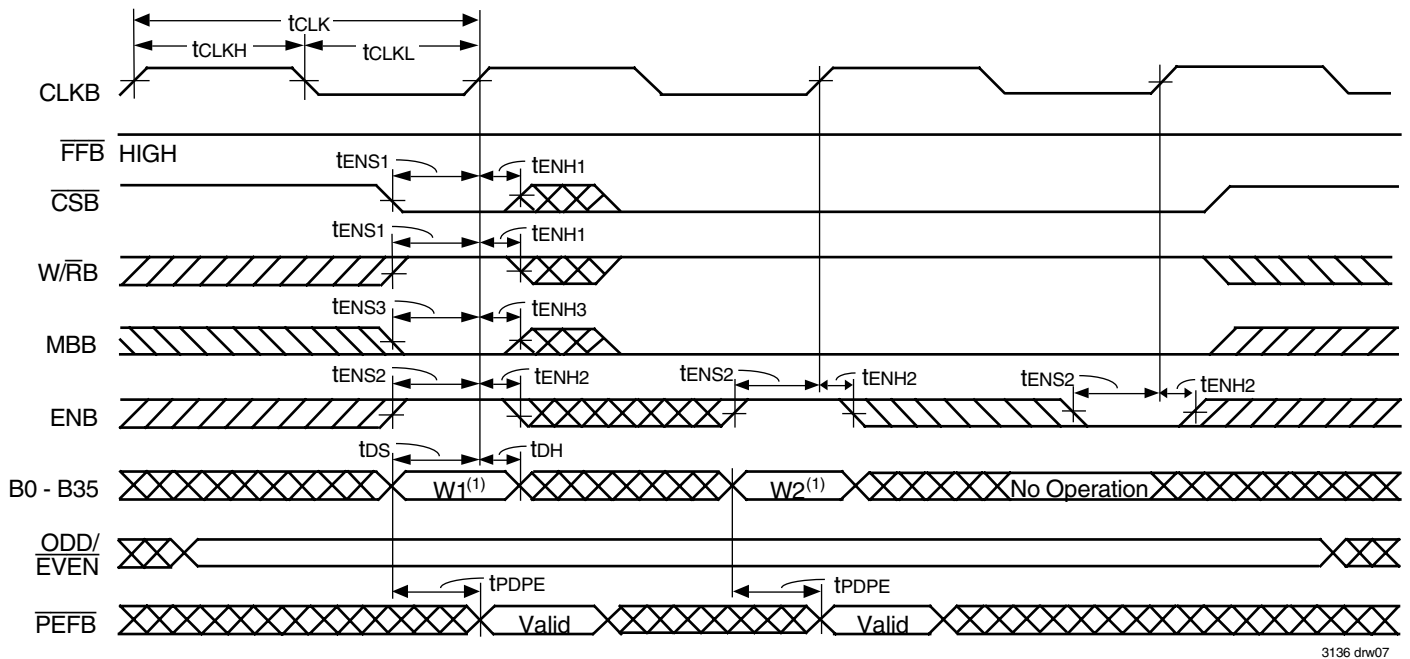 tCLK
tCLKH tCLKL
CLKB
FFB HIGH
tENS1 tENH1
CSB
tENS1 tENH1
W/RB
tENS3 tENH3
MBB
tENS2 tENH2 tENS2 tENH2 tENS2 tENH2
ENB
tDS tDH
B0 - B35 W1(1) W2(1) No Operation
ODD/
EVEN
tPDPE tPDPE
PEFB Valid Valid
3136 drw07